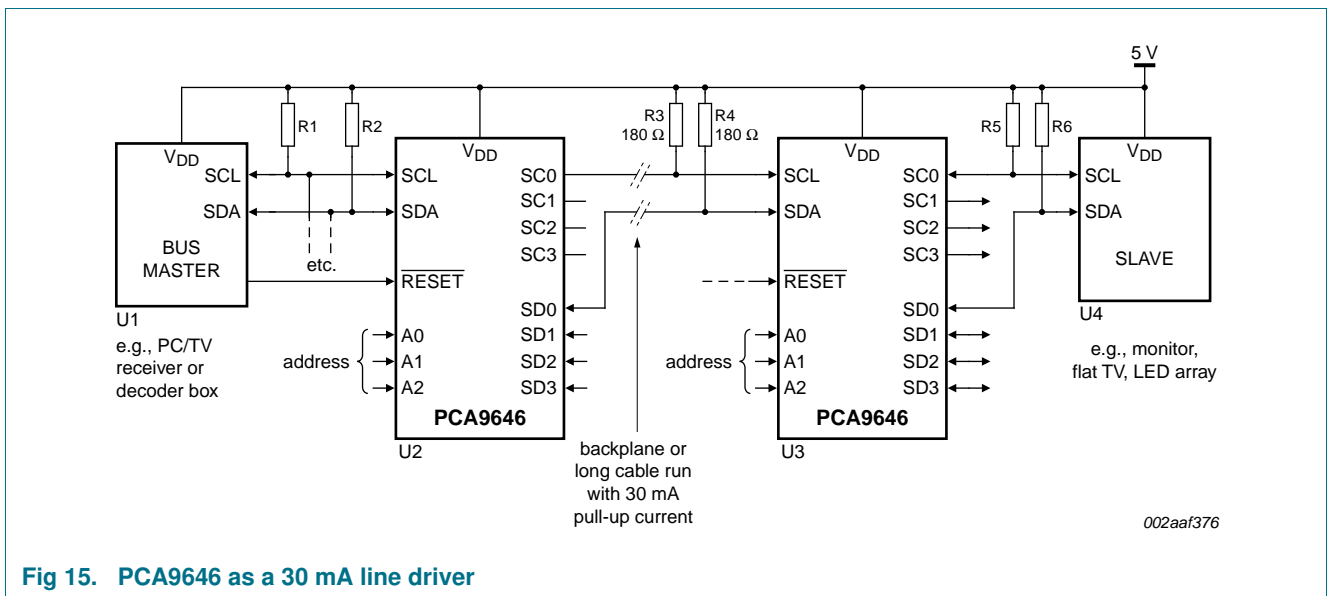 5 V
R1
R2
R3
180 Ω
R4
180 Ω
R5
R6
VDD
SCL
SDA
BUS
MASTER
U1
e.g., PC/TV
receiver or
decoder box
etc.
VDD
SCL
SDA
RESET
A0
A1
A2
address
SC0
SC1
SC2
SC3
SD0
SD1
SD2
SD3
PCA9646
U2
backplane or
long cable run
with 30 mA
pull-up current
VDD
SCL
SDA
RESET
A0
A1
A2
address
SC0
SC1
SC2
SC3
SD0
SD1
SD2
SD3
PCA9646
U3
VDD
SCL
SDA
SLAVE
U4
e.g., monitor,
flat TV, LED array
002aaf376
Fig 15. PCA9646 as a 30 mA line driver